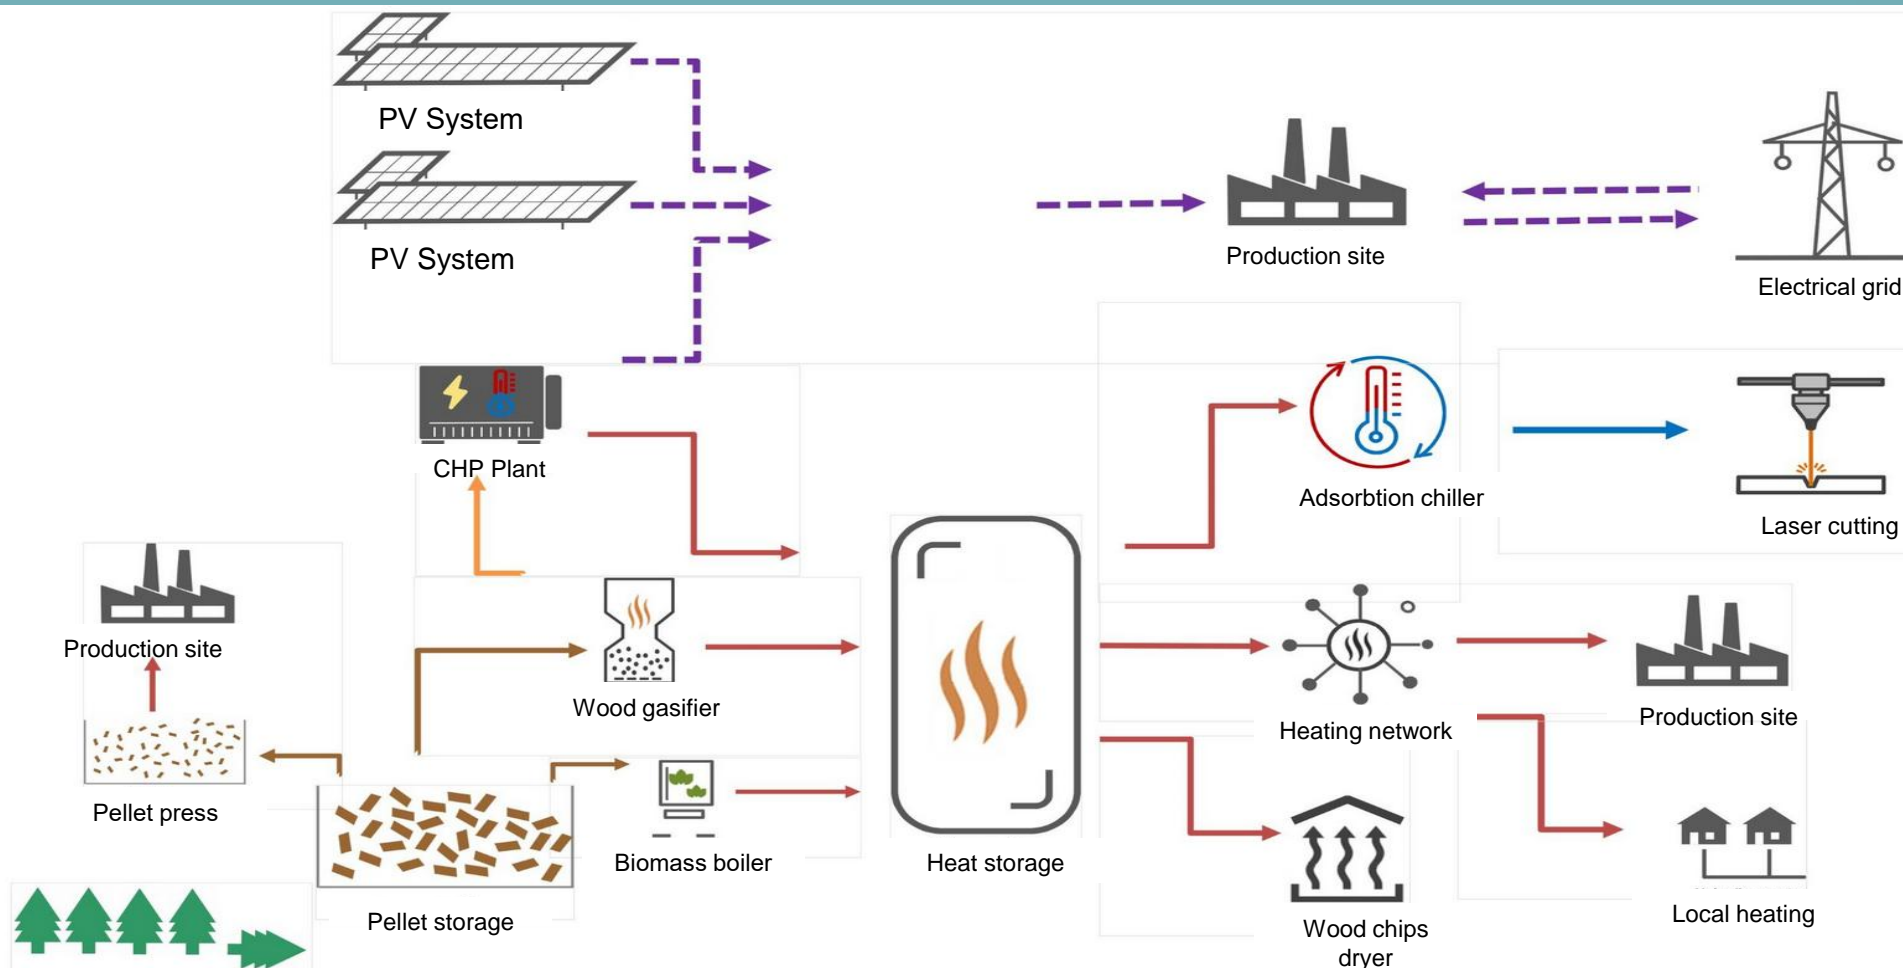 PV System
PV System
Production site
Electrical grid
CHP Plant
Adsorbtion chiller
Laser cutting
Production site
Wood gasifier
Heating network
Production site
Pellet press
Biomass boiler
Heat storage
Pellet storage
Wood chips
dryer
Local heating